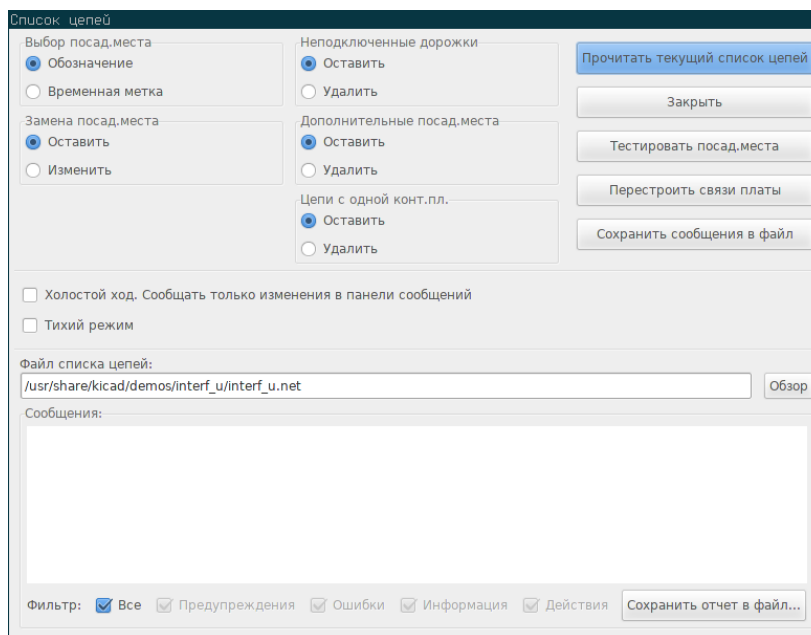 Список цепей
Выбор посад.места
Обозначение
Временная метка
Замена посад.места
Оставить
Изменить
Неподключенные дорожки
Оставить
Удалить
Дополнительные посад.места
Оставить
Удалить
Цепи с одной конт.пл.
Оставить
Удалить
Прочитать текущий список цепей
Закрыть
Тестировать посад.места
Перестроить связи платы
Сохранить сообщения в файл
Холостой ход. Сообщать только изменения в панели сообщений
Тихий режим
Файл списка цепей:
/usr/share/kicad/demos/interf_u/interf_u.net
Обзор
Сообщения:
Фильтр: Все Предупреждения Ошибки Информация Действия Сохранить отчет в файл...